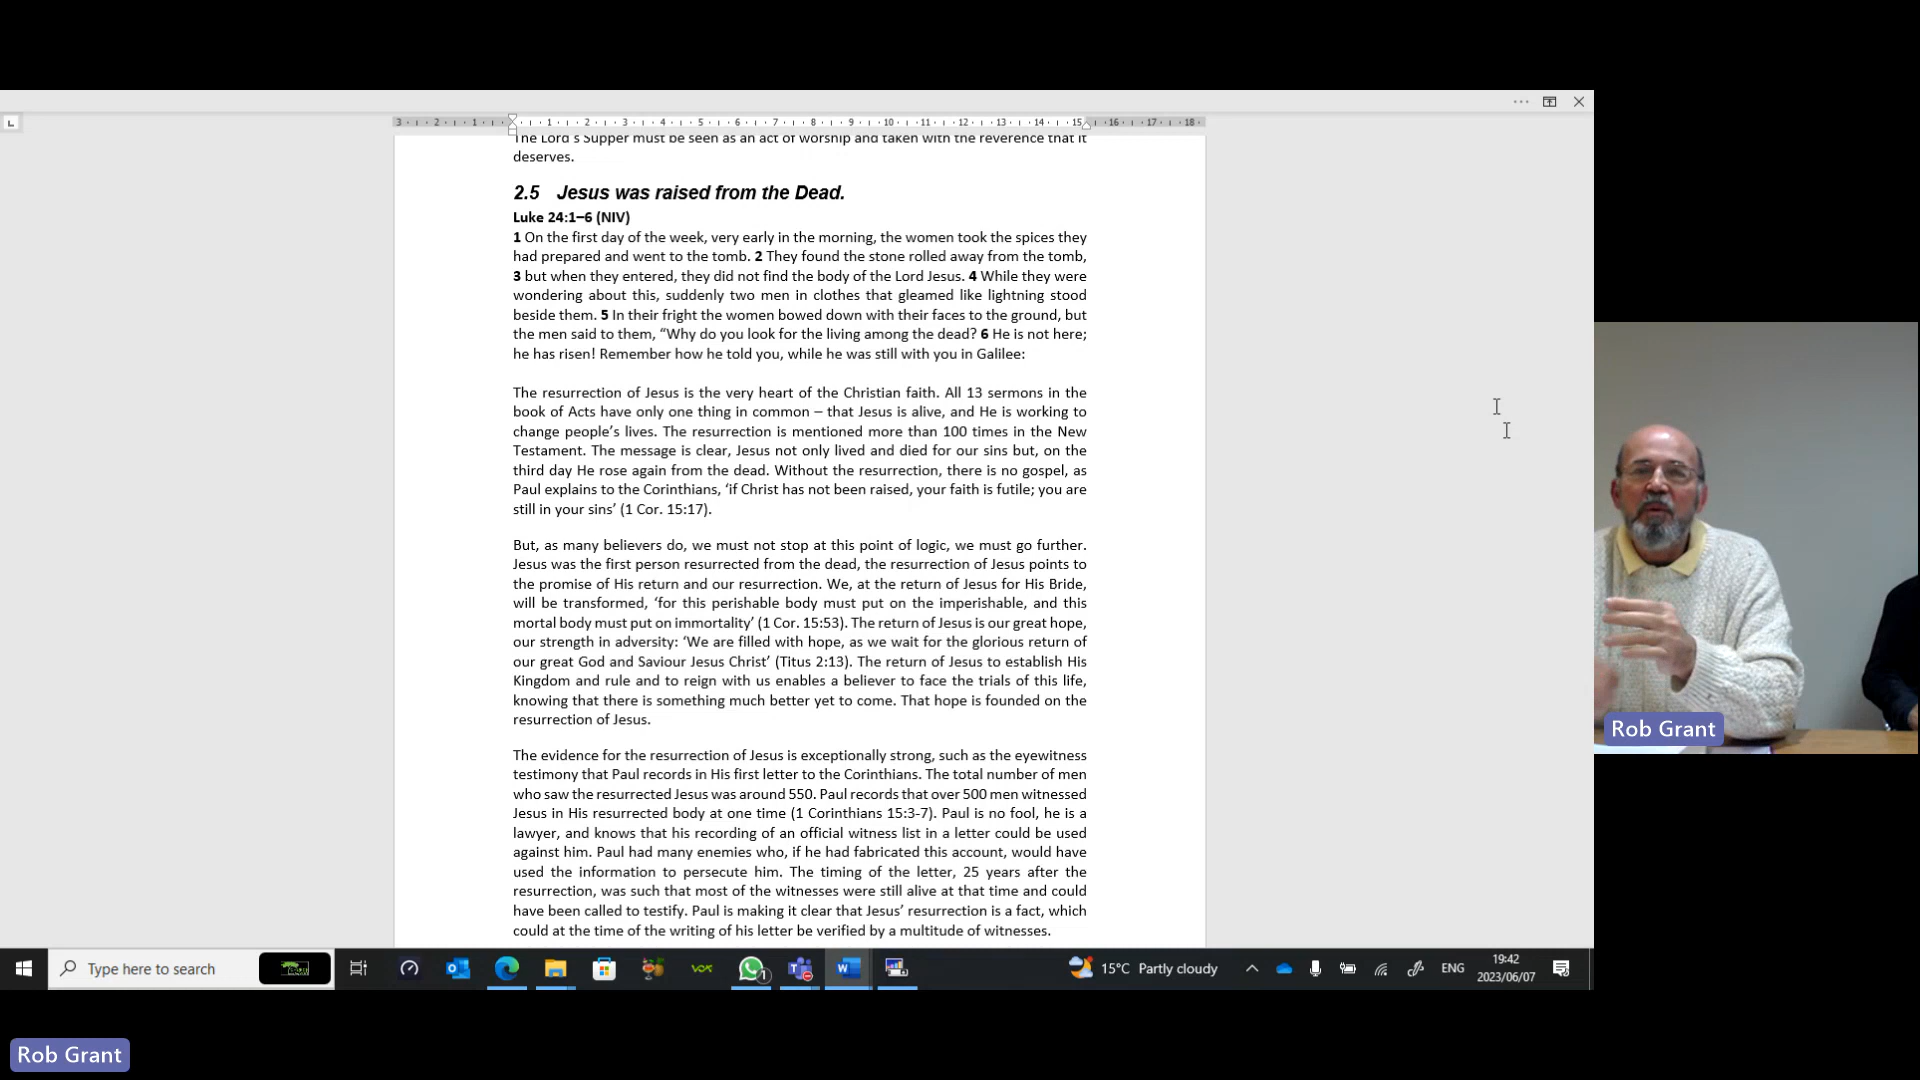 3 2 1 1 2 3 4 5 6 7 8 9 10 11 12 13 14 15 16 17 18
The Lord's Supper must be seen as an act of worship and taken with the reverence that it
deserves.
2.5 Jesus was raised from the Dead.
Luke 24:1–6 (NIV)
1 On the first day of the week, very early in the morning, the women took the spices they
had prepared and went to the tomb. 2 They found the stone rolled away from the tomb,
3 but when they entered, they did not find the body of the Lord Jesus. 4 While they were
wondering about this, suddenly two men in clothes that gleamed like lightning stood
beside them. 5 In their fright the women bowed down with their faces to the ground, but
the men said to them, “Why do you look for the living among the dead? 6 He is not here;
he has risen! Remember how he told you, while he was still with you in Galilee:
The resurrection of Jesus is the very heart of the Christian faith. All 13 sermons in the
book of Acts have only one thing in common – that Jesus is alive, and He is working to
change people’s lives. The resurrection is mentioned more than 100 times in the New
Testament. The message is clear, Jesus not only lived and died for our sins but, on the
third day He rose again from the dead. Without the resurrection, there is no gospel, as
Paul explains to the Corinthians, ‘if Christ has not been raised, your faith is futile; you are
still in your sins’ (1 Cor. 15:17).
But, as many believers do, we must not stop at this point of logic, we must go further.
Jesus was the first person resurrected from the dead, the resurrection of Jesus points to
the promise of His return and our resurrection. We, at the return of Jesus for His Bride,
will be transformed, ‘for this perishable body must put on the imperishable, and this
mortal body must put on immortality’ (1 Cor. 15:53). The return of Jesus is our great hope,
our strength in adversity: ‘We are filled with hope, as we wait for the glorious return of
our great God and Saviour Jesus Christ’ (Titus 2:13). The return of Jesus to establish His
Kingdom and rule and to reign with us enables a believer to face the trials of this life,
knowing that there is something much better yet to come. That hope is founded on the
resurrection of Jesus.
The evidence for the resurrection of Jesus is exceptionally strong, such as the eyewitness
testimony that Paul records in His first letter to the Corinthians. The total number of men
who saw the resurrected Jesus was around 550. Paul records that over 500 men witnessed
Jesus in His resurrected body at one time (1 Corinthians 15:3-7). Paul is no fool, he is a
lawyer, and knows that his recording of an official witness list in a letter could be used
against him. Paul had many enemies who, if he had fabricated this account, would have
used the information to persecute him. The timing of the letter, 25 years after the
resurrection, was such that most of the witnesses were still alive at that time and could
have been called to testify. Paul is making it clear that Jesus’ resurrection is a fact, which
could at the time of the writing of his letter be verified by a multitude of witnesses.
Rob Grant
Type here to search
VOX
1
15°C Partly cloudy
ENG
19:42
2023/06/07
Rob Grant